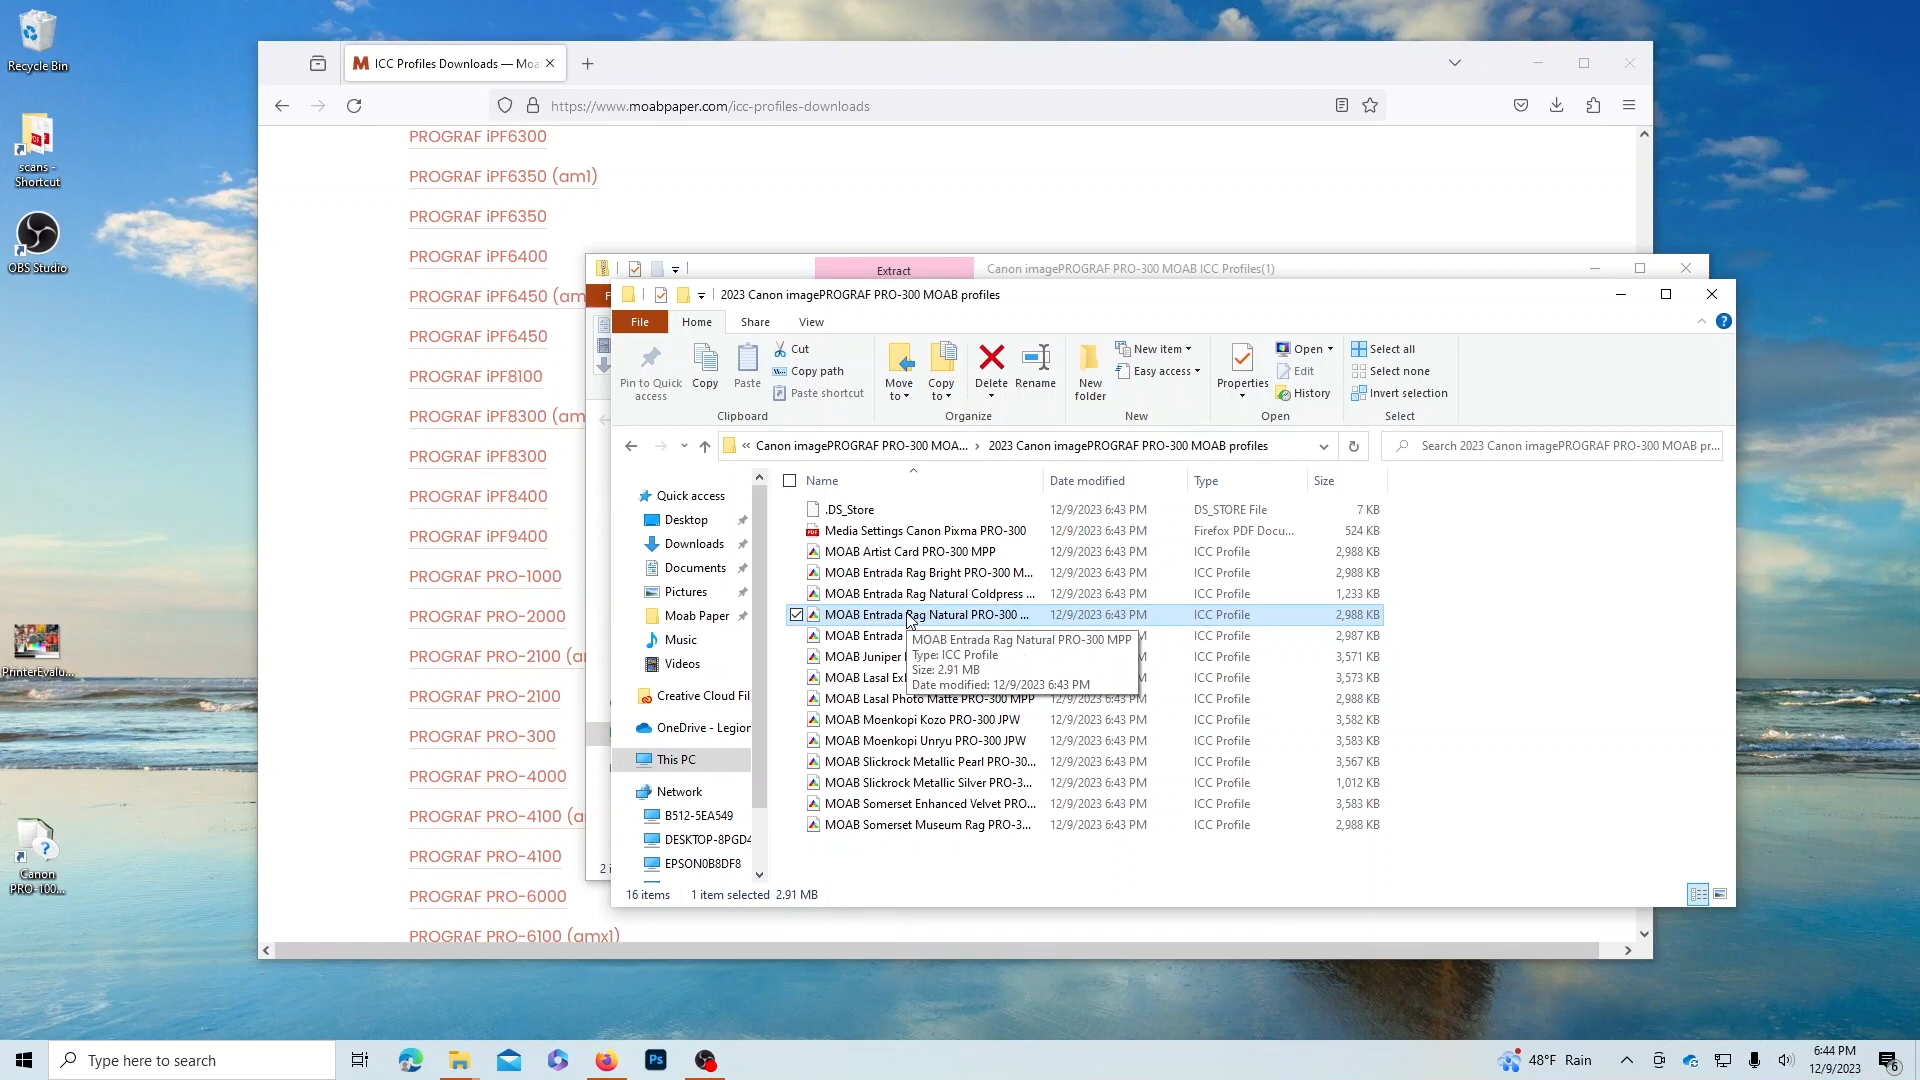 Recycle Bin
scans -
Shortcut
OBS Studio
PrinterEvalu...
Canon
PRO-100...
ICC Profiles Downloads — Moa
https://www.moabpaper.com/icc-profiles-downloads
PROGRAF iPF6300
PROGRAF iPF6350 (am1)
PROGRAF iPF6350
PROGRAF iPF6400
PROGRAF iPF6450 (am
PROGRAF iPF6450
PROGRAF iPF8100
PROGRAF iPF8300 (am
PROGRAF iPF8300
PROGRAF iPF8400
PROGRAF iPF9400
PROGRAF PRO-1000
PROGRAF PRO-2000
PROGRAF PRO-2100 (a
PROGRAF PRO-2100
PROGRAF PRO-300
PROGRAF PRO-4000
PROGRAF PRO-4100 (a
PROGRAF PRO-4100
PROGRAF PRO-6000
PROGRAF PRO-6100 (amx1)
Extract
Canon imagePROGRAF PRO-300 MOAB ICC Profiles(1)
F
2 i
2023 Canon imagePROGRAF PRO-300 MOAB profiles
File Home Share View
Pin to Quick
access
Copy
Paste
Cut
Copy path
Paste shortcut
Clipboard
Move
to
Copy
to
Delete
Rename
Organize
New
folder
New item
Easy access
New
Properties
Open
Edit
History
Open
Select all
Select none
Invert selection
Select
« Canon imagePROGRAF PRO-300 MOA... › 2023 Canon imagePROGRAF PRO-300 MOAB profiles
Search 2023 Canon imagePROGRAF PRO-300 MOAB pr...
Quick access
Desktop
Downloads
Documents
Pictures
Moab Paper
Music
Videos
Creative Cloud Fil
OneDrive - Legion
This PC
Network
B512-5EA549
DESKTOP-8PGD4
EPSON0B8DF8
Name Date modified Type Size
.DS_Store 12/9/2023 6:43 PM DS_STORE File 7 KB
Media Settings Canon Pixma PRO-300 12/9/2023 6:43 PM Firefox PDF Docu... 524 KB
MOAB Artist Card PRO-300 MPP 12/9/2023 6:43 PM ICC Profile 2,988 KB
MOAB Entrada Rag Bright PRO-300 M... 12/9/2023 6:43 PM ICC Profile 2,988 KB
MOAB Entrada Rag Natural Coldpress ... 12/9/2023 6:43 PM ICC Profile 1,233 KB
MOAB Entrada Rag Natural PRO-300 ... 12/9/2023 6:43 PM ICC Profile 2,988 KB
MOAB Entrada M ICC Profile 2,987 KB
MOAB Juniper M ICC Profile 3,571 KB
MOAB Lasal Ex M ICC Profile 3,573 KB
MOAB Lasal Photo Matte PRO-300 MPP 12/9/2023 6:43 PM ICC Profile 2,988 KB
MOAB Moenkopi Kozo PRO-300 JPW 12/9/2023 6:43 PM ICC Profile 3,582 KB
MOAB Moenkopi Unryu PRO-300 JPW 12/9/2023 6:43 PM ICC Profile 3,583 KB
MOAB Slickrock Metallic Pearl PRO-30... 12/9/2023 6:43 PM ICC Profile 3,567 KB
MOAB Slickrock Metallic Silver PRO-3... 12/9/2023 6:43 PM ICC Profile 1,012 KB
MOAB Somerset Enhanced Velvet PRO... 12/9/2023 6:43 PM ICC Profile 3,583 KB
MOAB Somerset Museum Rag PRO-3... 12/9/2023 6:43 PM ICC Profile 2,988 KB
MOAB Entrada Rag Natural PRO-300 MPP
Type: ICC Profile
Size: 2.91 MB
Date modified: 12/9/2023 6:43 PM
16 items 1 item selected 2.91 MB
Type here to search
Ps
48°F Rain
6:44 PM
12/9/2023
6